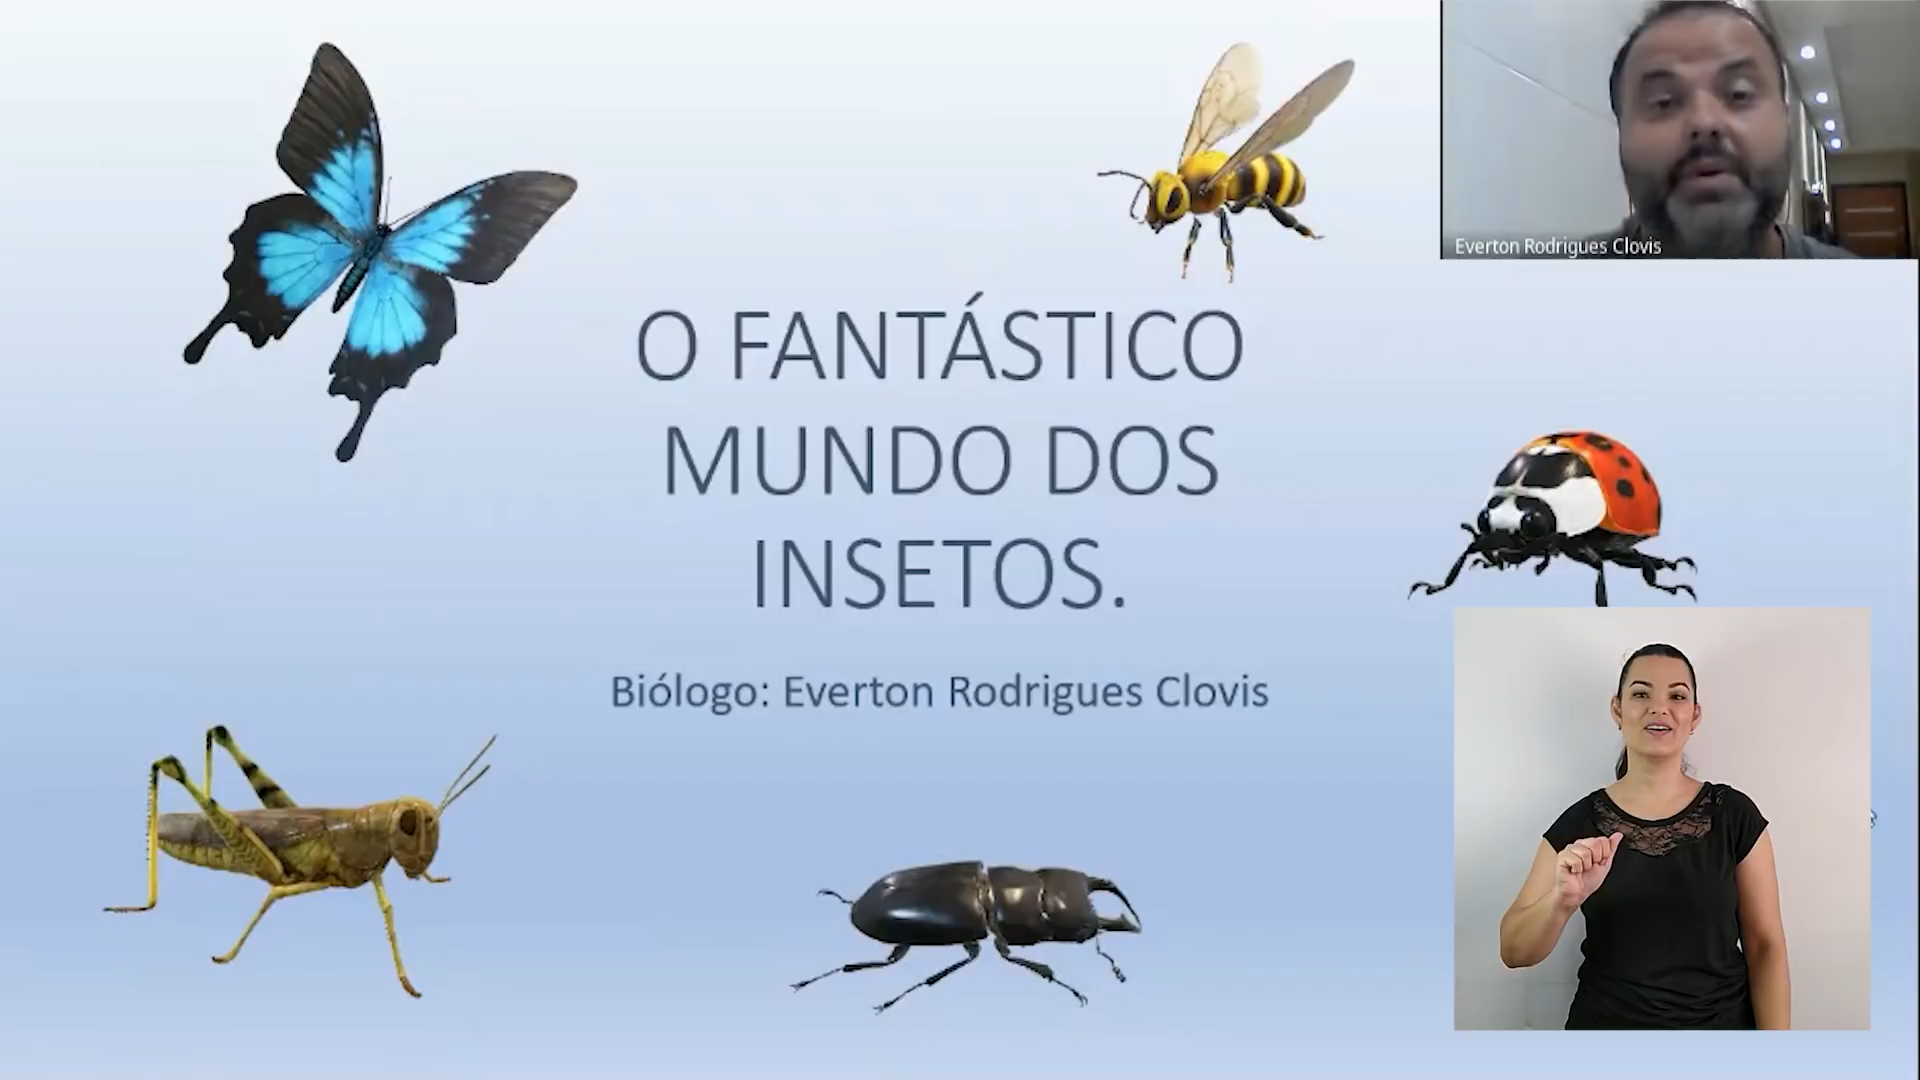 Everton Rodrigues Clovis
O FANTÁSTICO
MUNDO DOS
INSETOS.
Biólogo: Everton Rodrigues Clovis